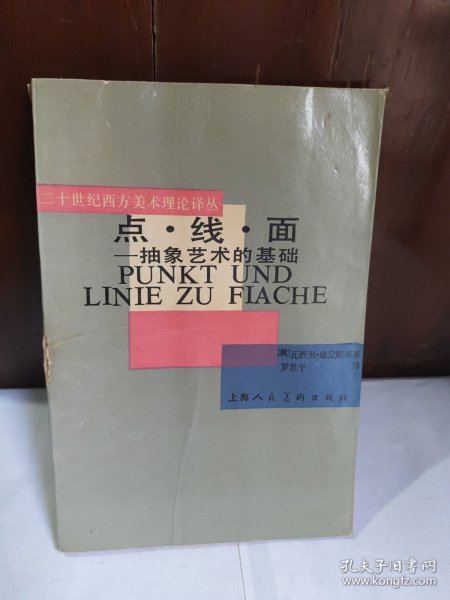 二十世纪西方美术理论译丛
点·线·面
—抽象艺术的基础
PUNKT UND
LINIE ZU FIACHE
[俄]瓦西里·康定斯基著
罗世平 译
上海人民美术出版社
孔夫子旧书网
www.kongfz.com